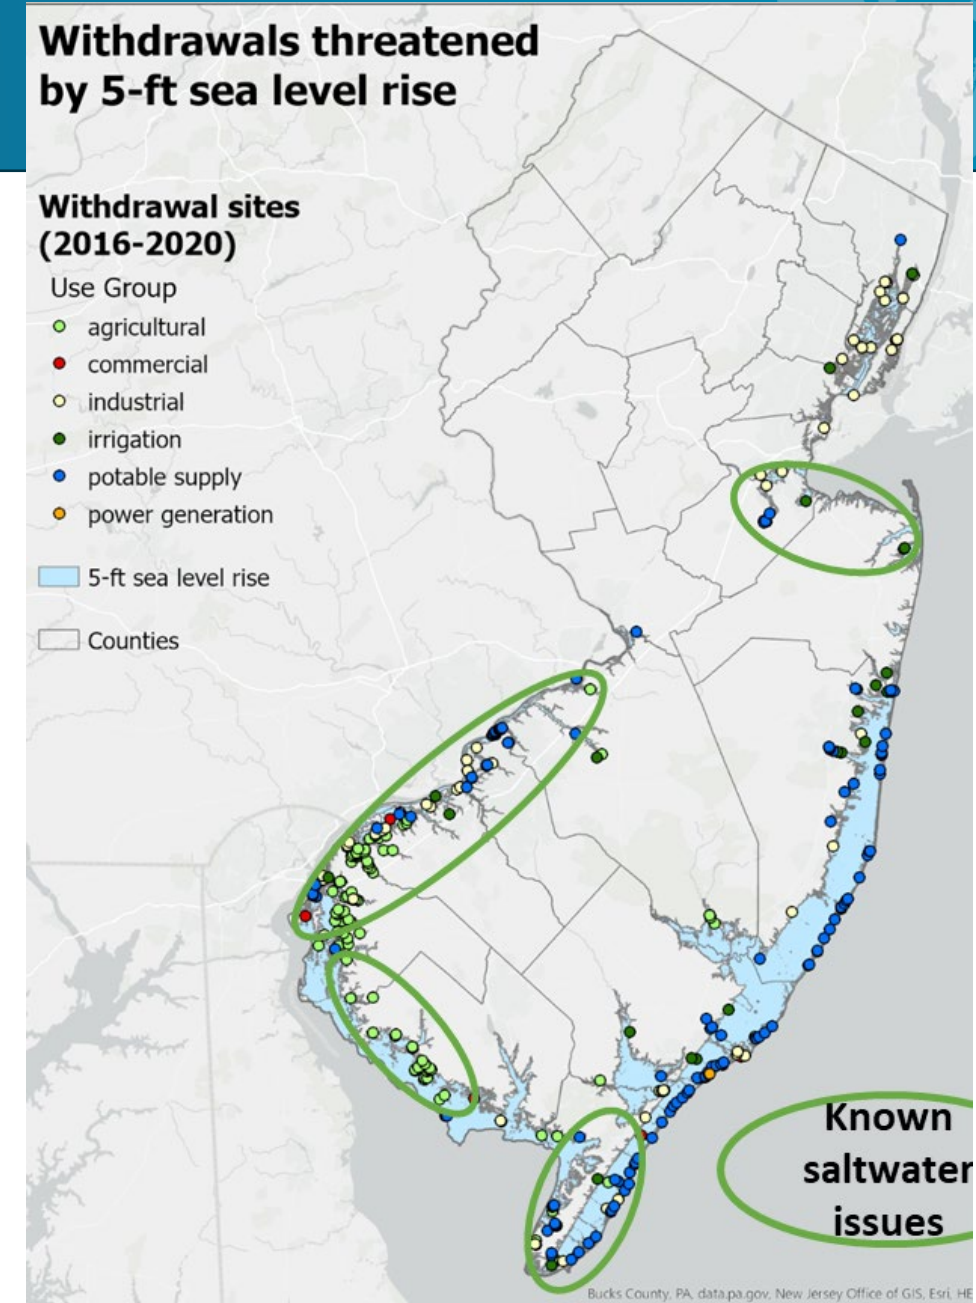 Withdrawals threatened
by 5-ft sea level rise
Withdrawal sites
(2016-2020)
Use Group
agricultural
commercial
industrial
irrigation
potable supply
power generation
5-ft sea level rise
Counties
Known
saltwater
issues
Bucks County, PA, data.pa.gov, New Jersey Office of GIS, Esri, HE